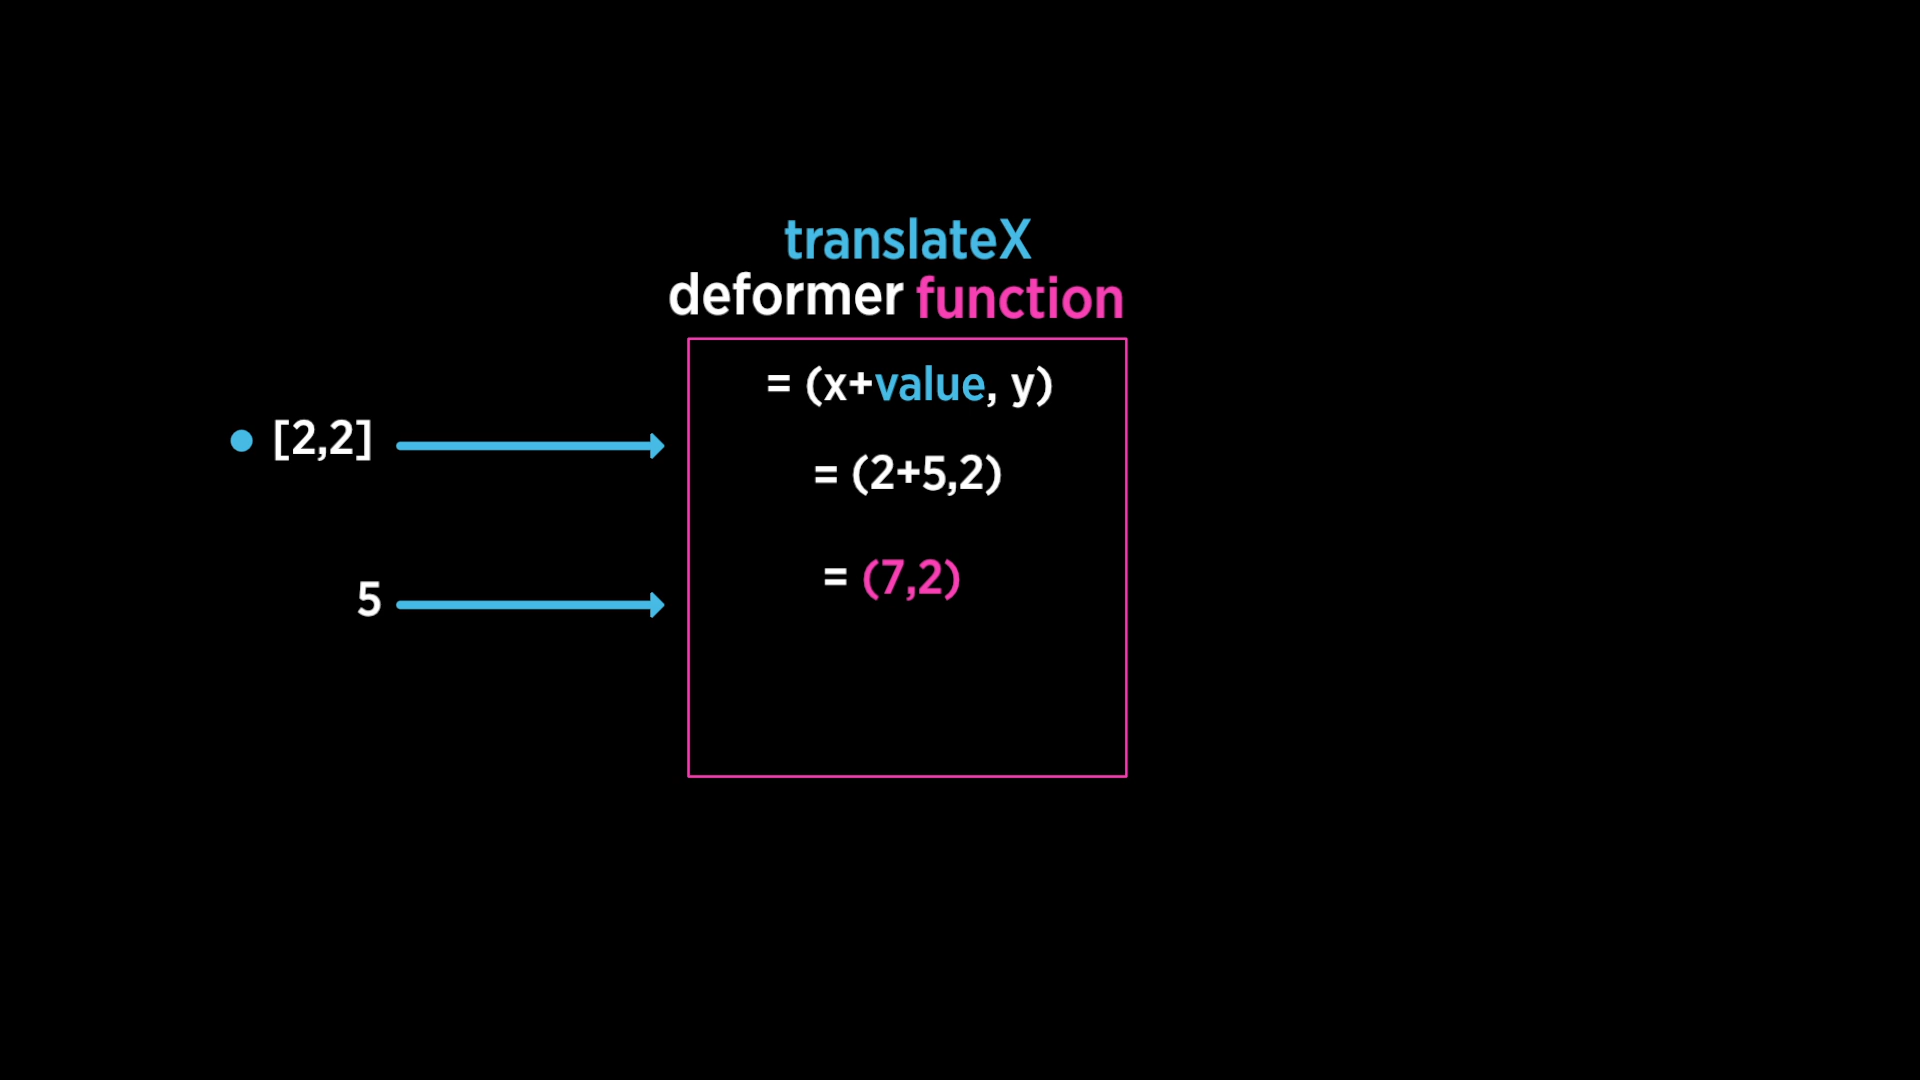 translateX
deformer function
= (x+value, y)
[2,2]
= (2+5,2)
= (7,2)
5